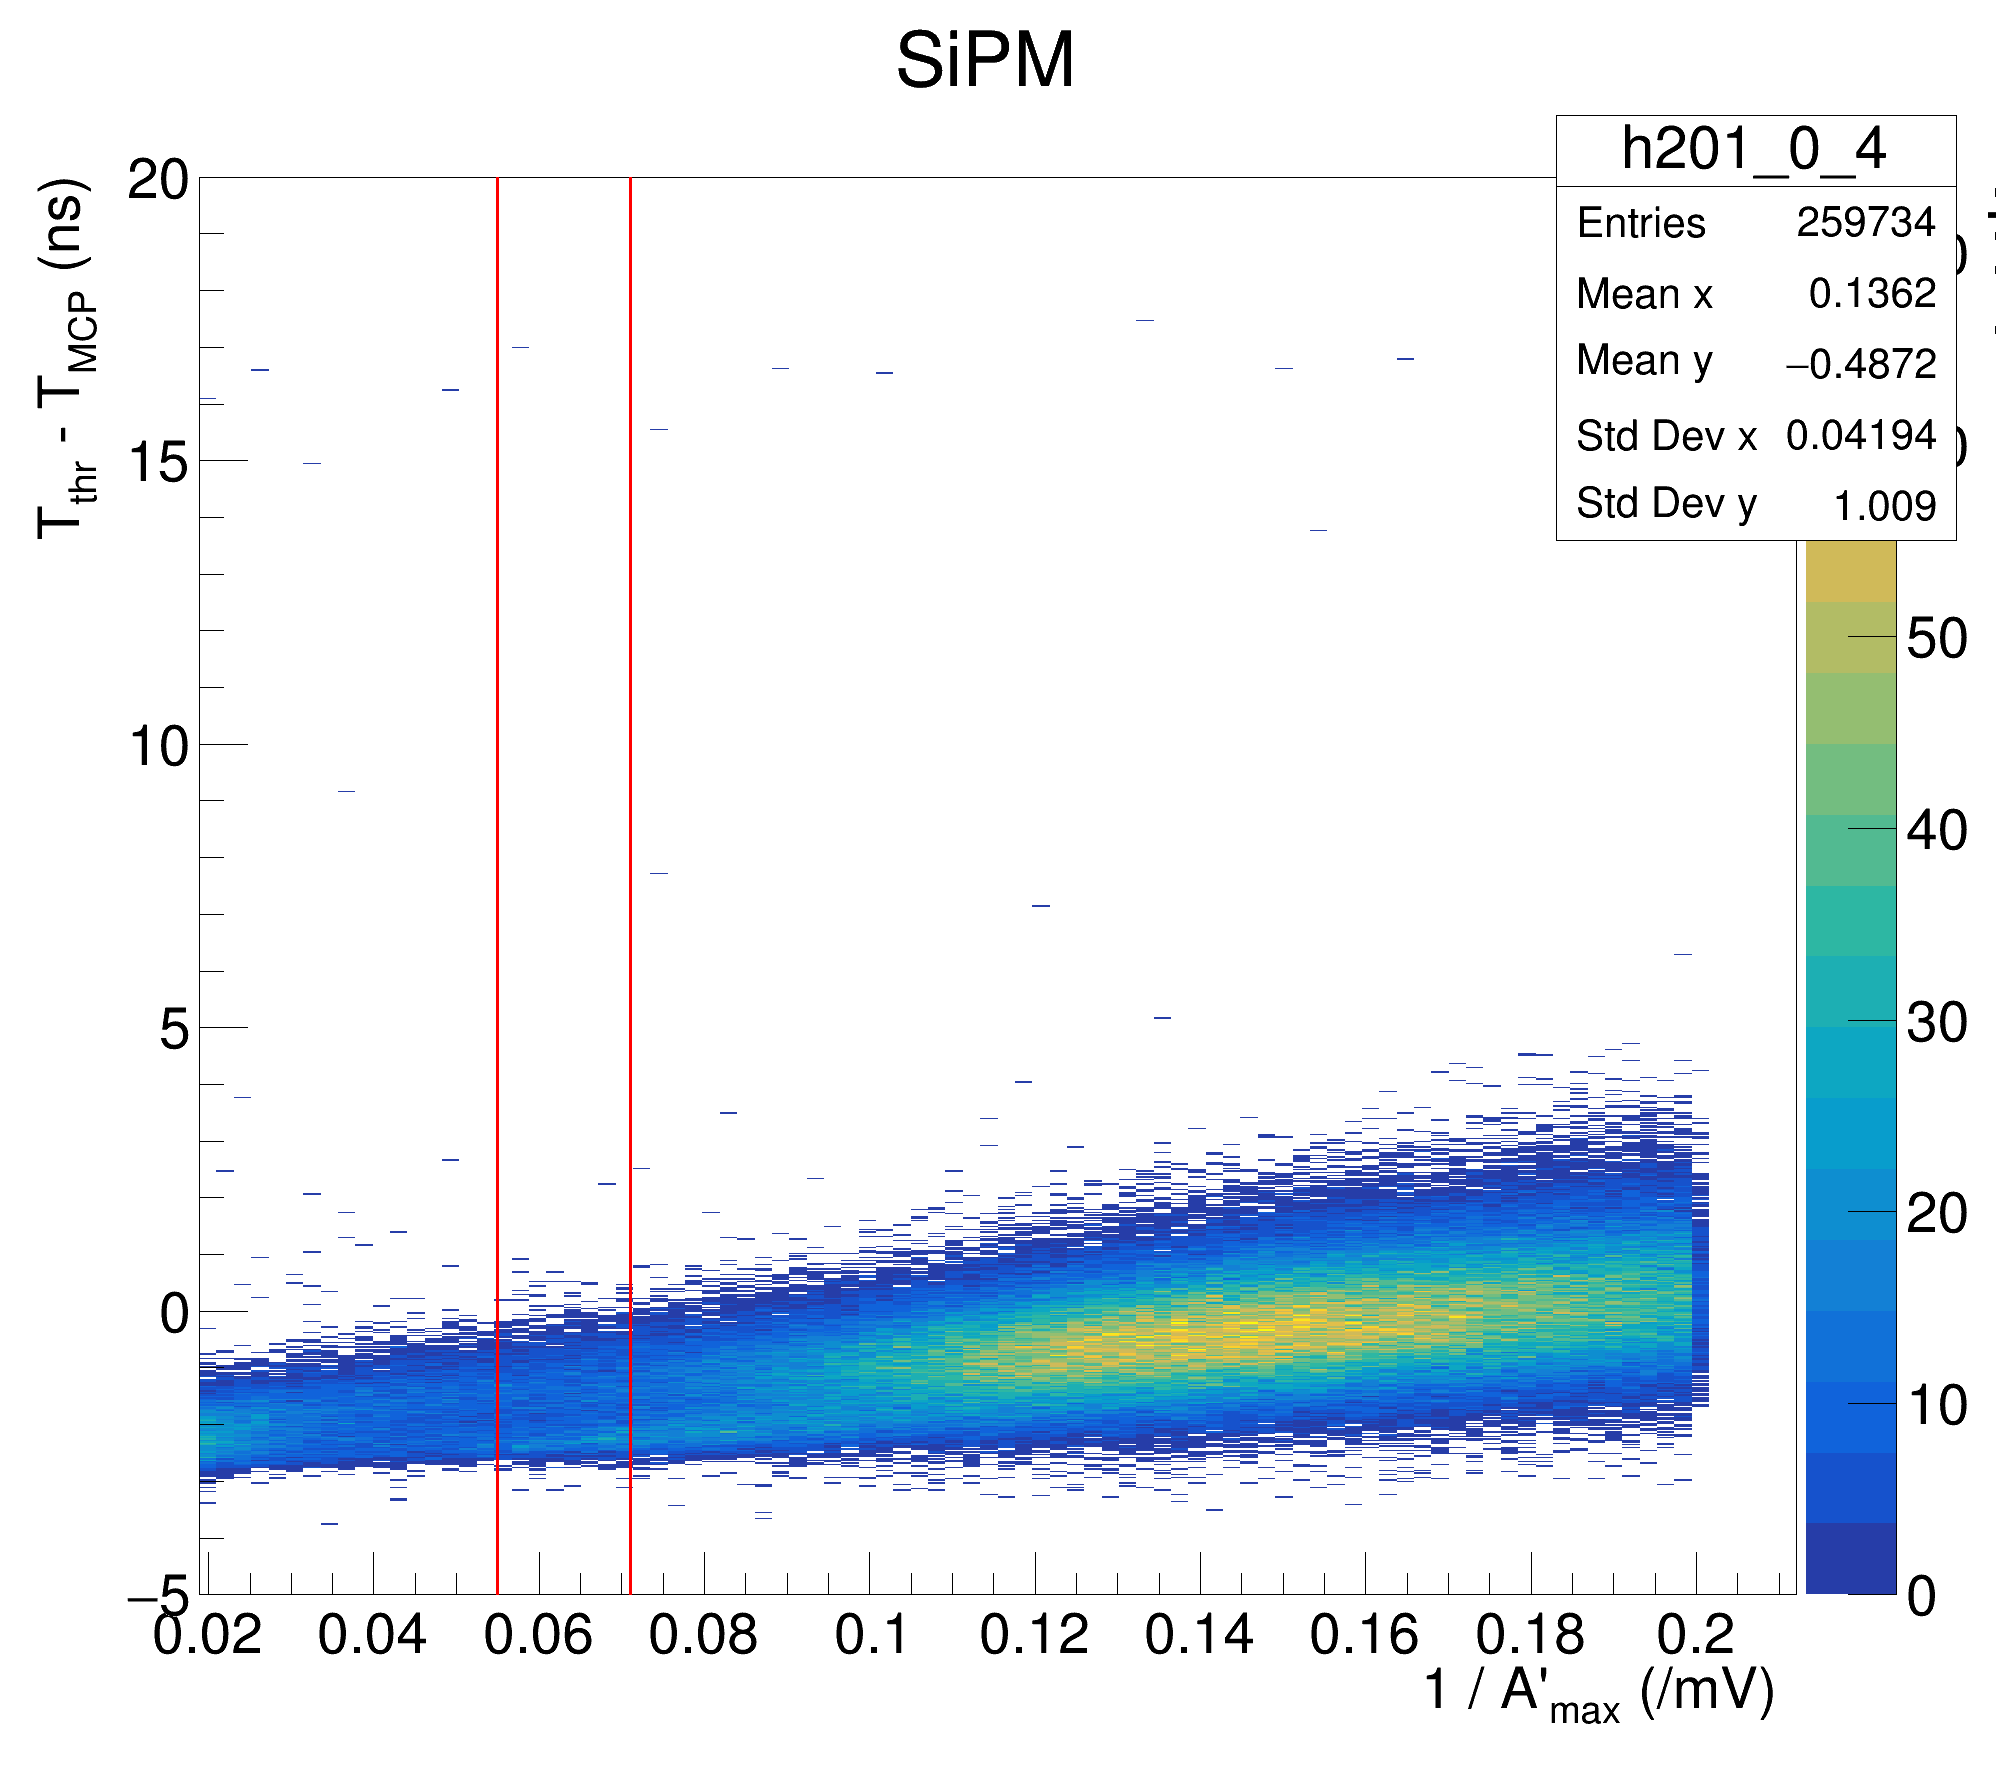 SiPM
h201_0_4
Entries 259734
Mean x 0.1362
Mean y −0.4872
Std Dev x 0.04194
Std Dev y 1.009
T_thr - T_MCP (ns)
20
15
10
5
0
−5
0.02 0.04 0.06 0.08 0.1 0.12 0.14 0.16 0.18 0.2
1 / A'_max (/mV)
50
40
30
20
10
0